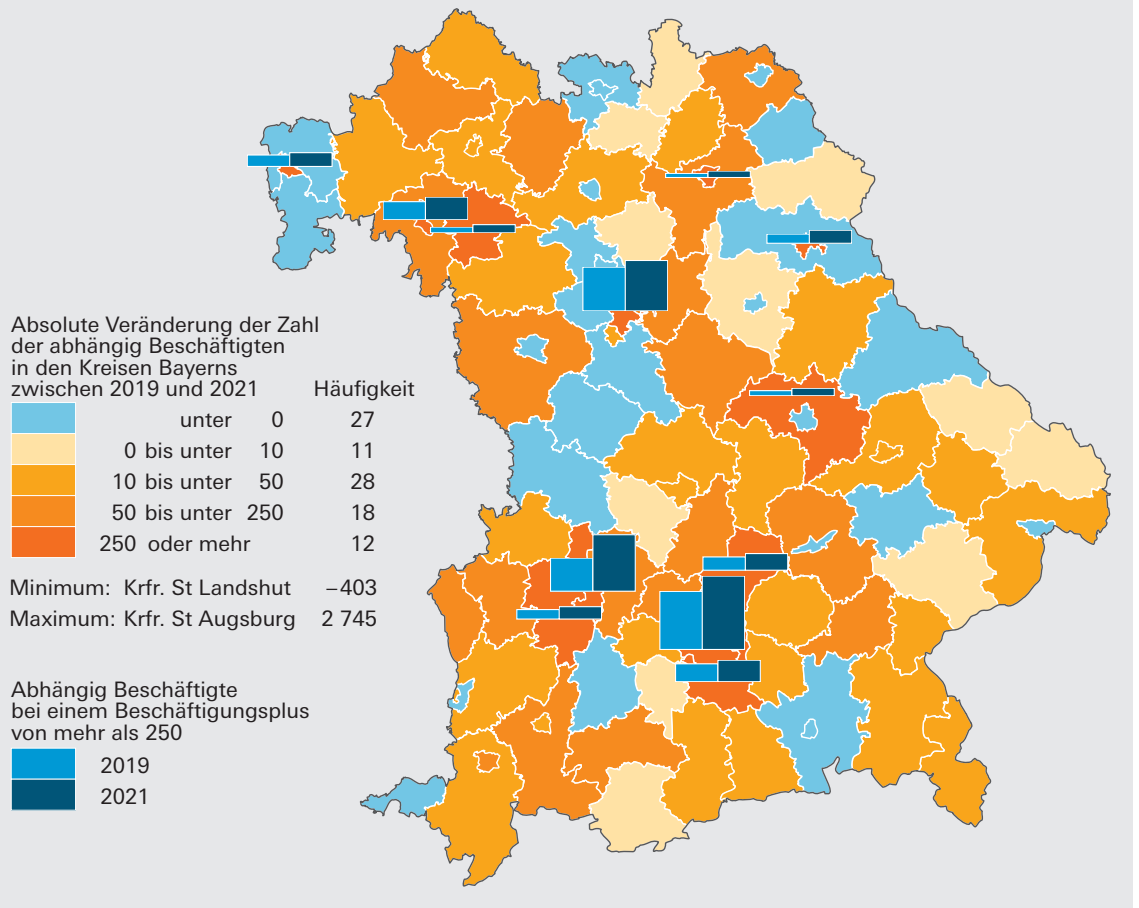 Absolute Veränderung der Zahl
der abhängig Beschäftigten
in den Kreisen Bayerns
zwischen 2019 und 2021 Häufigkeit
unter 0 27
0 bis unter 10 11
10 bis unter 50 28
50 bis unter 250 18
250 oder mehr 12
Minimum: Krfr. St Landshut –403
Maximum: Krfr. St Augsburg 2 745
Abhängig Beschäftigte
bei einem Beschäftigungsplus
von mehr als 250
2019
2021